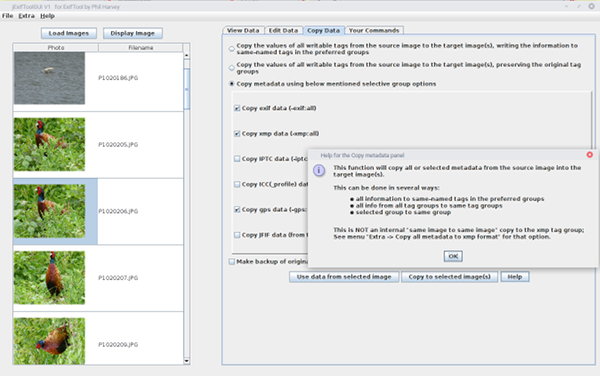 jExifToolGUI V1 for ExifTool by Phil Harvey
File Extra Help
Load Images Display Image
Photo Filename
P1020186.JPG
P1020205.JPG
P1020206.JPG
P1020207.JPG
P1020209.JPG
View Data Edit Data Copy Data Your Commands
Copy the values of all writable tags from the source image to the target image(s), writing the information to
same-named tags in the preferred groups
Copy the values of all writable tags from the source image to the target image(s), preserving the original tag
groups
Copy metadata using below mentioned selective group options
Copy exif data (-exif:all)
Copy xmp data (-xmp:all)
Copy IPTC data (-iptc
Copy ICC(_profile) dat
Copy gps data (-gps:
Copy JFIF data (from t
Make backup of origina
Use data from selected image Copy to selected image(s) Help
Help for the Copy metadata panel
This function will copy all or selected metadata from the source image into the
target image(s).
This can be done in several ways:
• all information to same-named tags in the preferred groups
• all info from all tag groups to same tag groups
• selected group to same group
This is NOT an internal "same image to same image" copy to the xmp tag group;
See menu "Extra -> Copy all metadata to xmp format" for that option.
OK